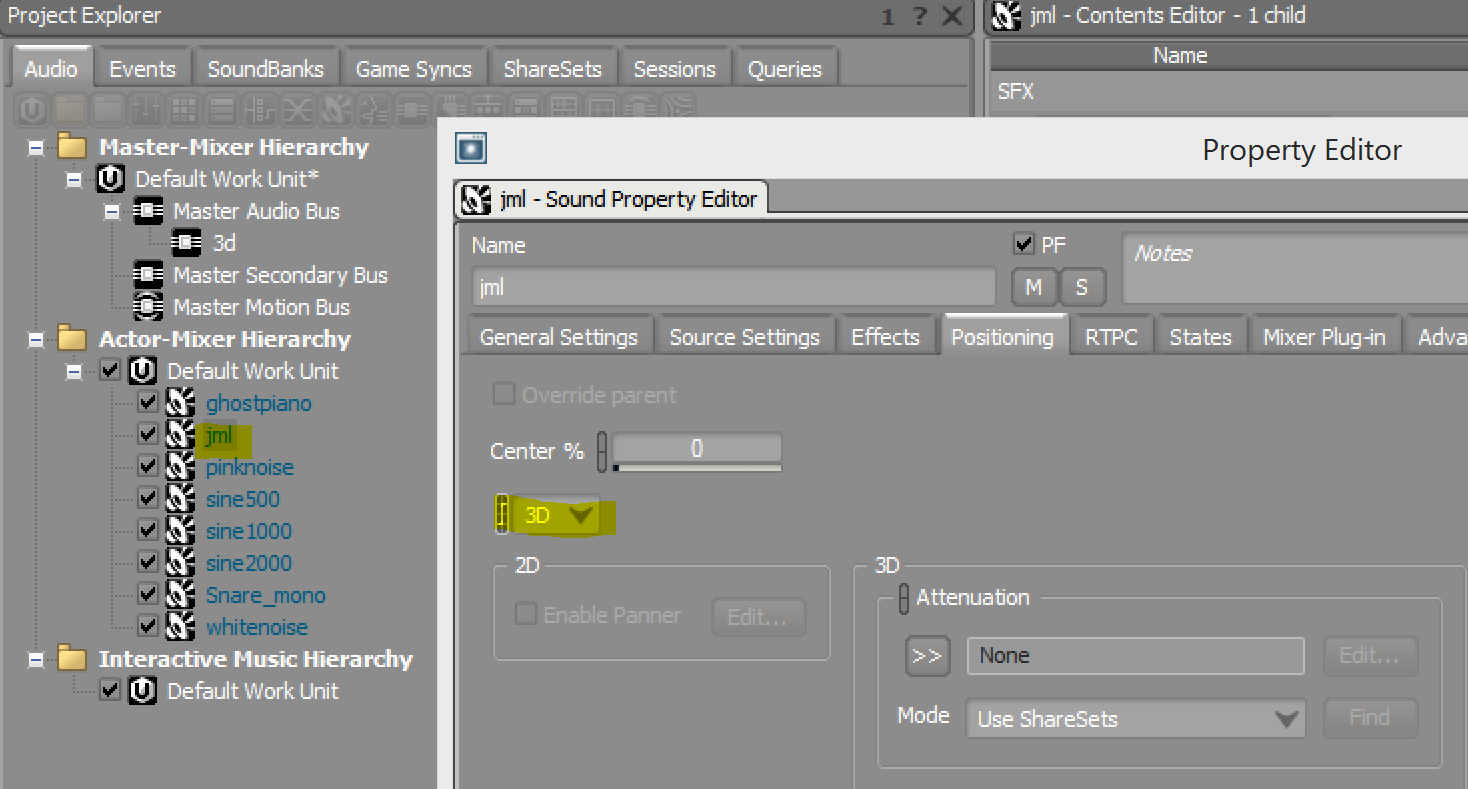 Project Explorer
1 ? X
Audio Events SoundBanks Game Syncs ShareSets Sessions Queries
Master-Mixer Hierarchy
Default Work Unit*
Master Audio Bus
3d
Master Secondary Bus
Master Motion Bus
Actor-Mixer Hierarchy
Default Work Unit
ghostpiano
jml
pinknoise
sine500
sine1000
sine2000
Snare_mono
whitenoise
Interactive Music Hierarchy
Default Work Unit
jml - Contents Editor - 1 child
Name
SFX
Property Editor
jml - Sound Property Editor
Name
PF
Notes
jml
M S
General Settings Source Settings Effects Positioning RTPC States Mixer Plug-in Adva
Override parent
Center % 0
3D
2D
Enable Panner Edit...
3D
Attenuation
>> None Edit...
Mode Use ShareSets Find